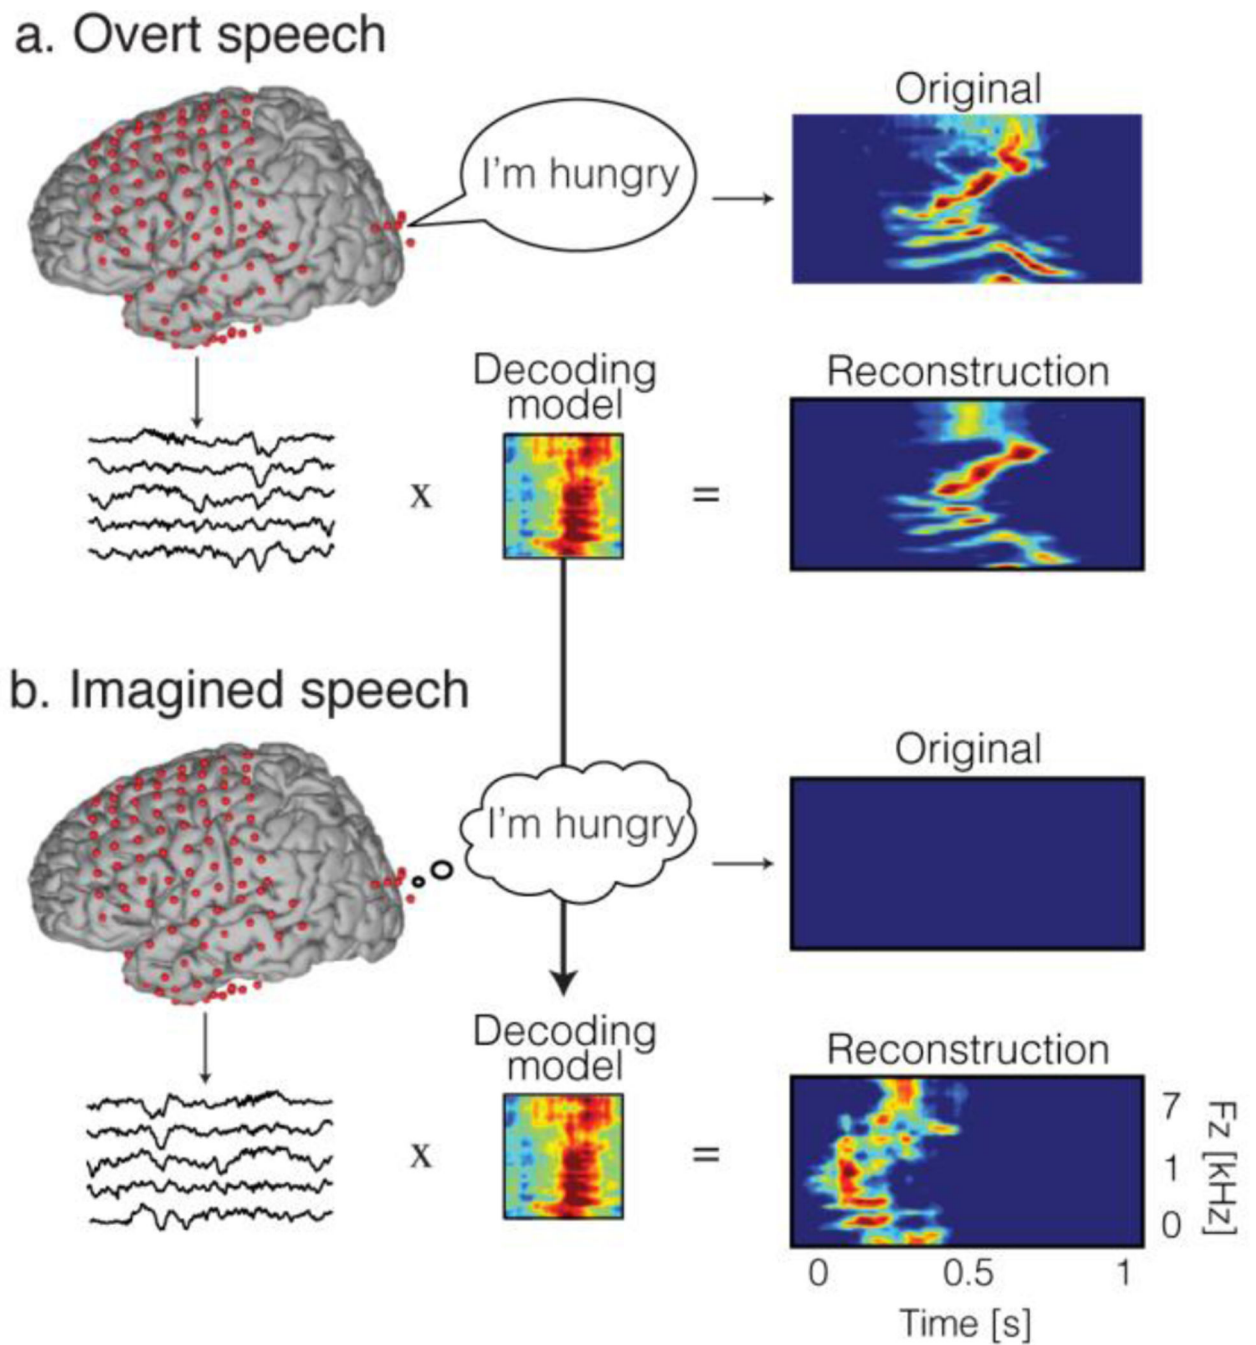 a. Overt speech
Original
I'm hungry
Decoding
model
Reconstruction
x
=
b. Imagined speech
Original
I'm hungry
Decoding
model
Reconstruction
x
=
7
1
0
Fz [kHz]
0 0.5 1
Time [s]